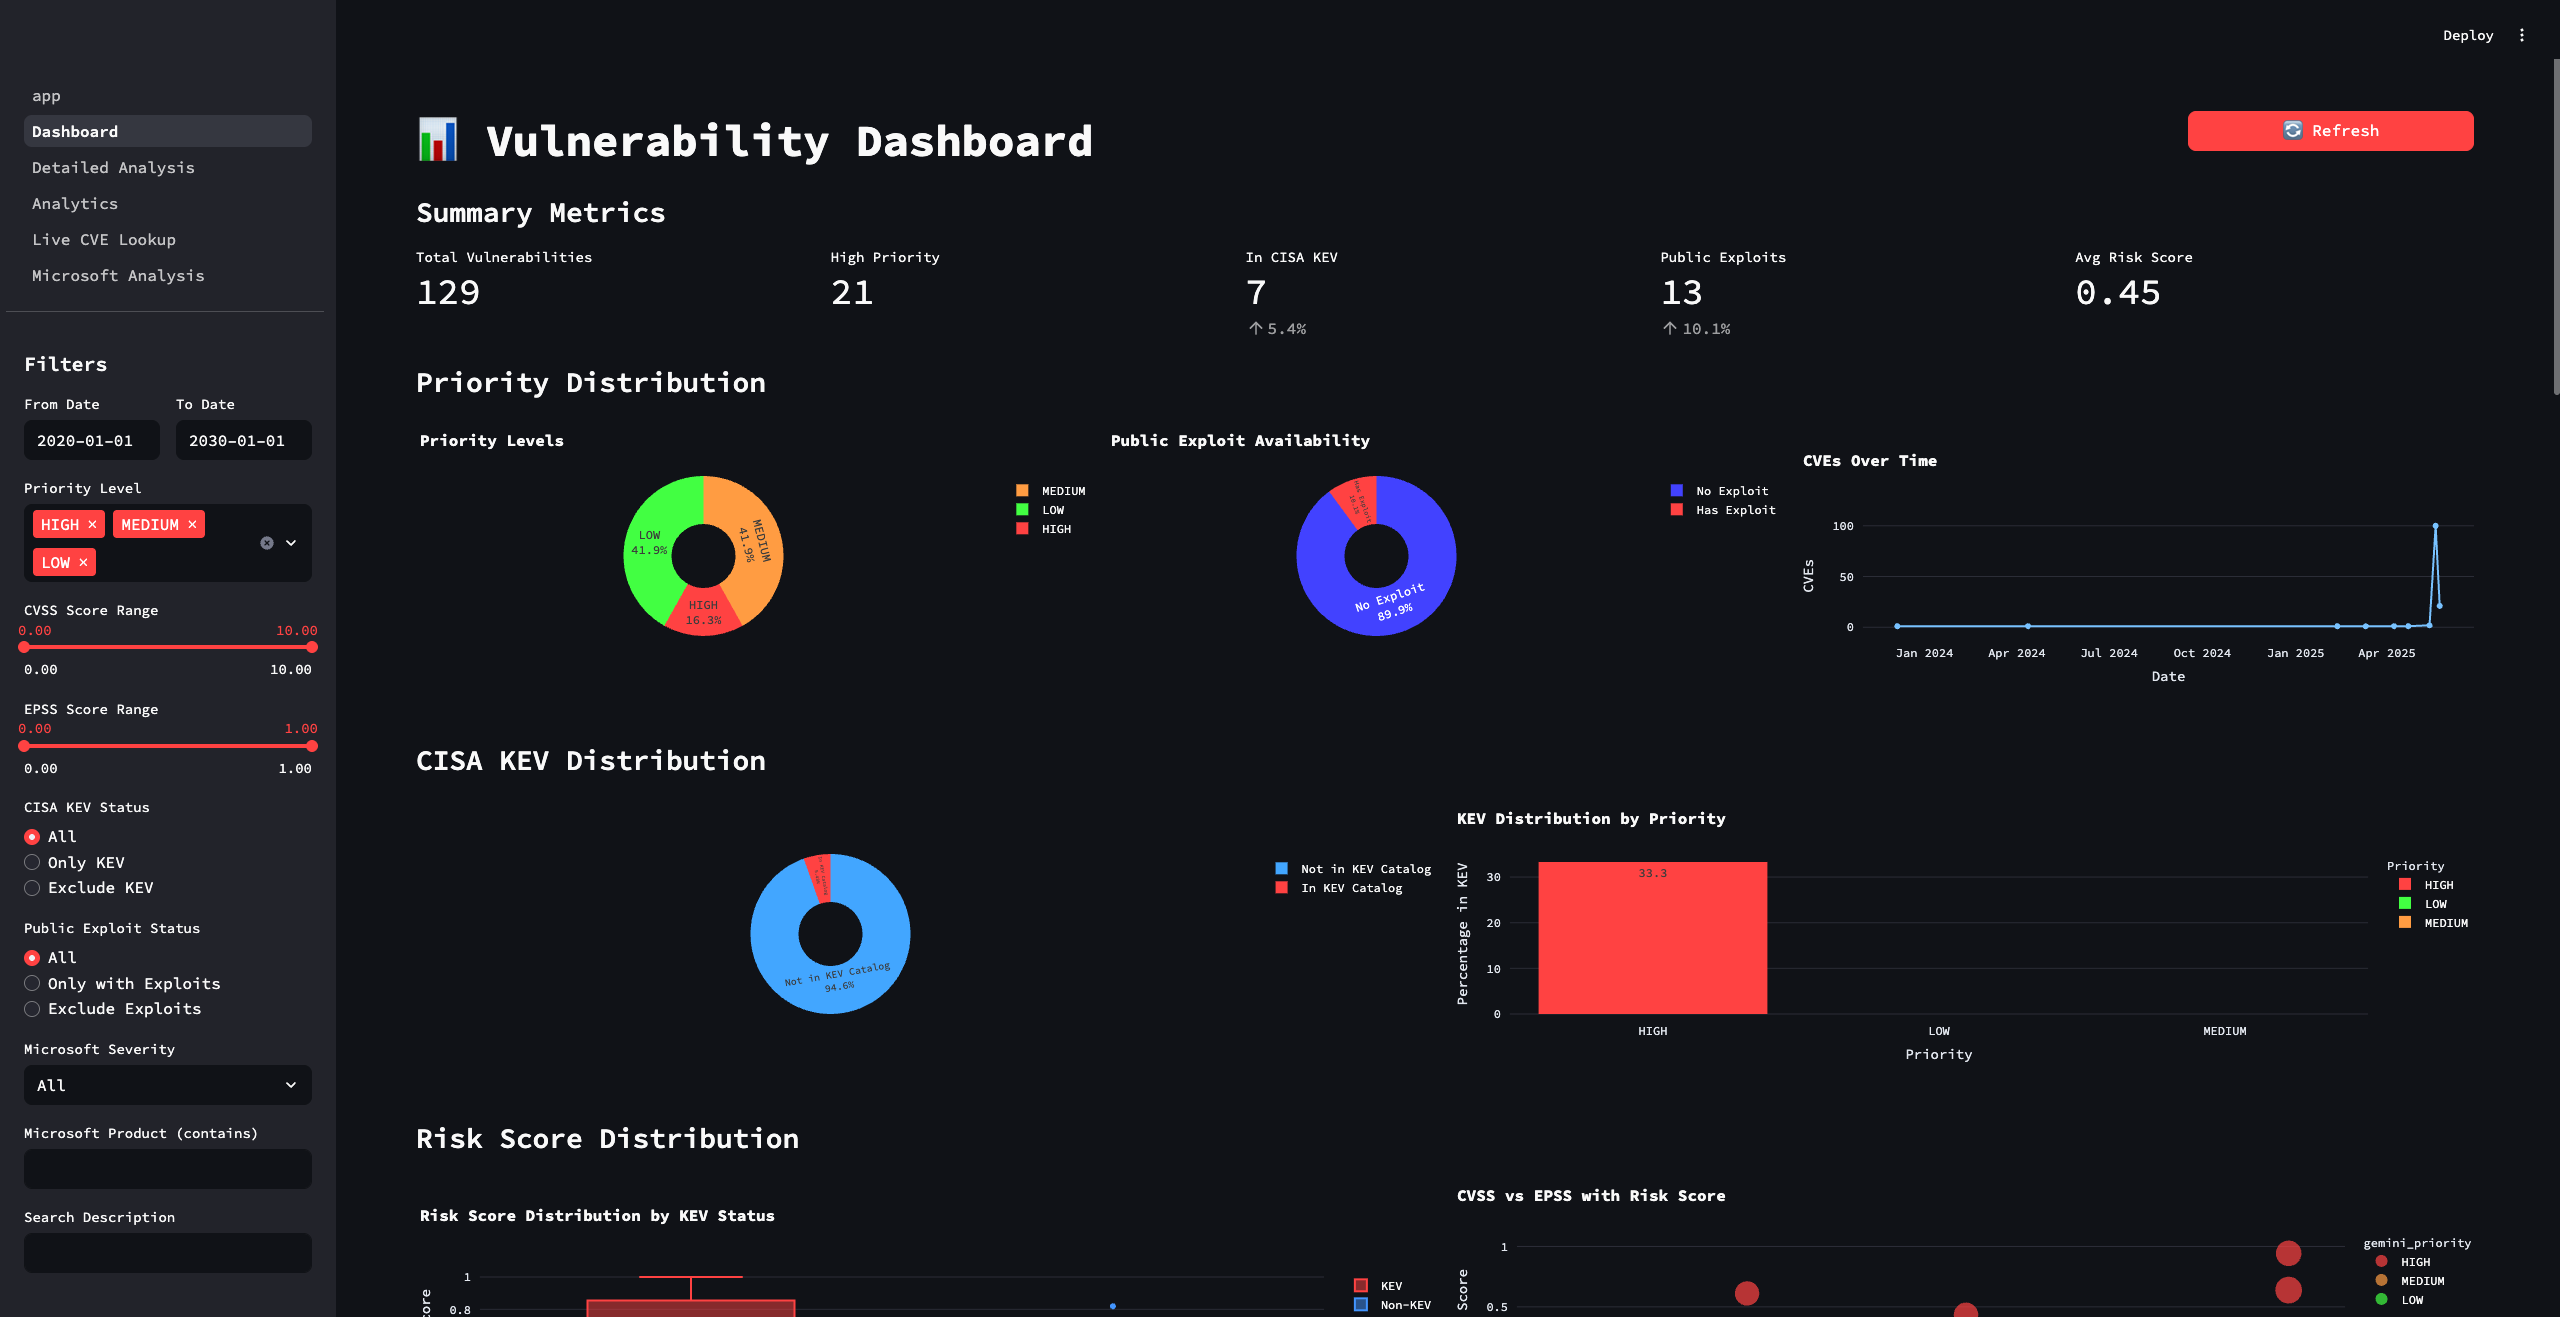 Deploy
app
Dashboard
Detailed Analysis
Analytics
Live CVE Lookup
Microsoft Analysis
Filters
From Date To Date
2020-01-01 2030-01-01
Priority Level
HIGH MEDIUM
LOW
CVSS Score Range
0.00 10.00
0.00 10.00
EPSS Score Range
0.00 1.00
0.00 1.00
CISA KEV Status
All
Only KEV
Exclude KEV
Public Exploit Status
All
Only with Exploits
Exclude Exploits
Microsoft Severity
All
Microsoft Product (contains)
Search Description
Vulnerability Dashboard
Refresh
Summary Metrics
Total Vulnerabilities
129
High Priority
21
In CISA KEV
7
5.4%
Public Exploits
13
10.1%
Avg Risk Score
0.45
Priority Distribution
Priority Levels
LOW
41.9%
MEDIUM
41.9%
HIGH
16.3%
MEDIUM
LOW
HIGH
Public Exploit Availability
Has Exploit
10.1%
No Exploit
89.9%
No Exploit
Has Exploit
CVEs Over Time
CVEs
100
50
0
Jan 2024 Apr 2024 Jul 2024 Oct 2024 Jan 2025 Apr 2025
Date
CISA KEV Distribution
Not in KEV Catalog
94.6%
Not in KEV Catalog
In KEV Catalog
KEV Distribution by Priority
Percentage in KEV
30
20
10
0
33.3
HIGH LOW MEDIUM
Priority
Priority
HIGH
LOW
MEDIUM
Risk Score Distribution
Risk Score Distribution by KEV Status
1
0.8
KEV
Non-KEV
CVSS vs EPSS with Risk Score
Score
1
0.5
gemini_priority
HIGH
MEDIUM
LOW